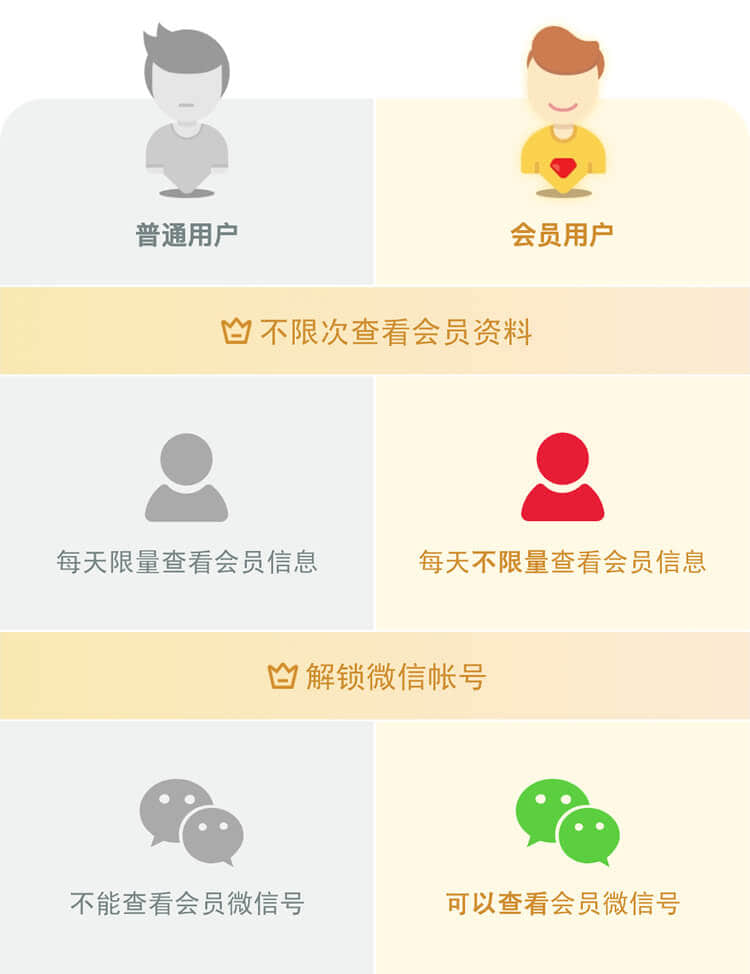 普通用户
会员用户
不限次查看会员资料
每天限量查看会员信息
每天不限量查看会员信息
解锁微信帐号
不能查看会员微信号
可以查看会员微信号